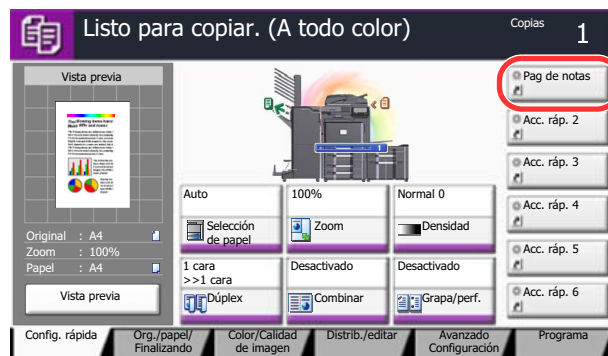 Listo para copiar. (A todo color)
Copias
1
Vista previa
Original : A4
Zoom : 100%
Papel : A4
Vista previa
1
Auto
Selección
de papel
100%
Zoom
Normal 0
Densidad
1 cara
>>1 cara
Dúplex
Desactivado
Combinar
Desactivado
Grapa/perf.
Pag de notas
Acc. ráp. 2
Acc. ráp. 3
Acc. ráp. 4
Acc. ráp. 5
Acc. ráp. 6
Config. rápida
Org./papel/
Finalizando
Color/Calidad
de imagen
Distrib./editar
Avanzado
Configuración
Programa